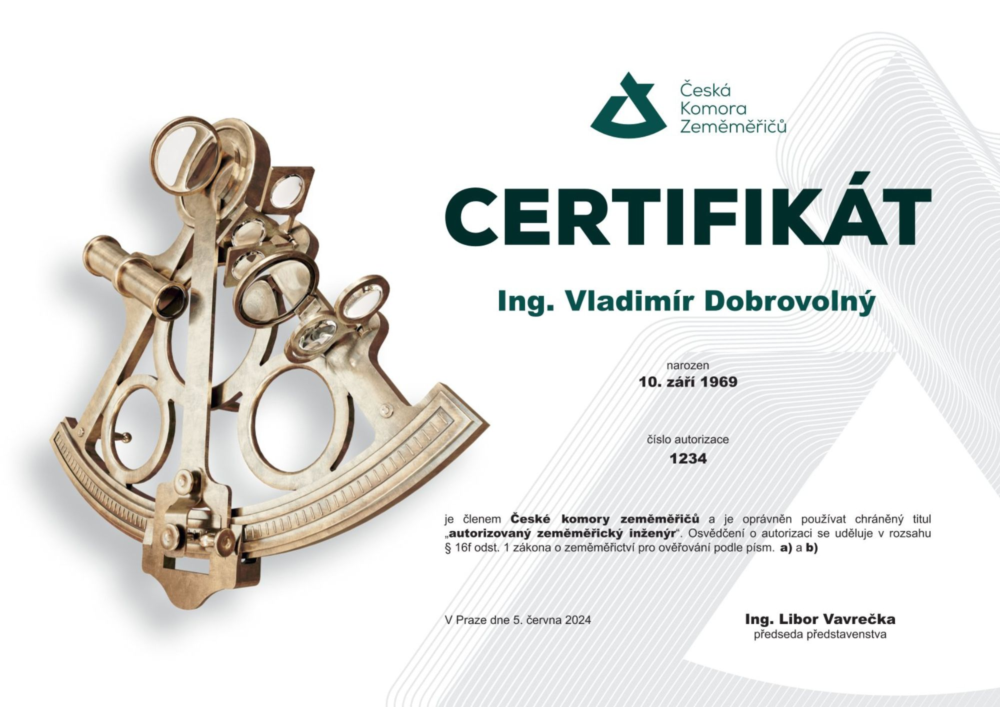 Česká
Komora
Zeměměřičů
CERTIFIKÁT
Ing. Vladimír Dobrovolný
narozen
10. září 1969
číslo autorizace
1234
je členem České komory zeměměřičů a je oprávněn používat chráněný titul
„autorizovaný zeměměřický inženýr“. Osvědčení o autorizaci se uděluje v rozsahu
§ 16f odst. 1 zákona o zeměměřictví pro ověřování podle písm. a) a b)
V Praze dne 5. června 2024
Ing. Libor Vavrečka
předseda představenstva